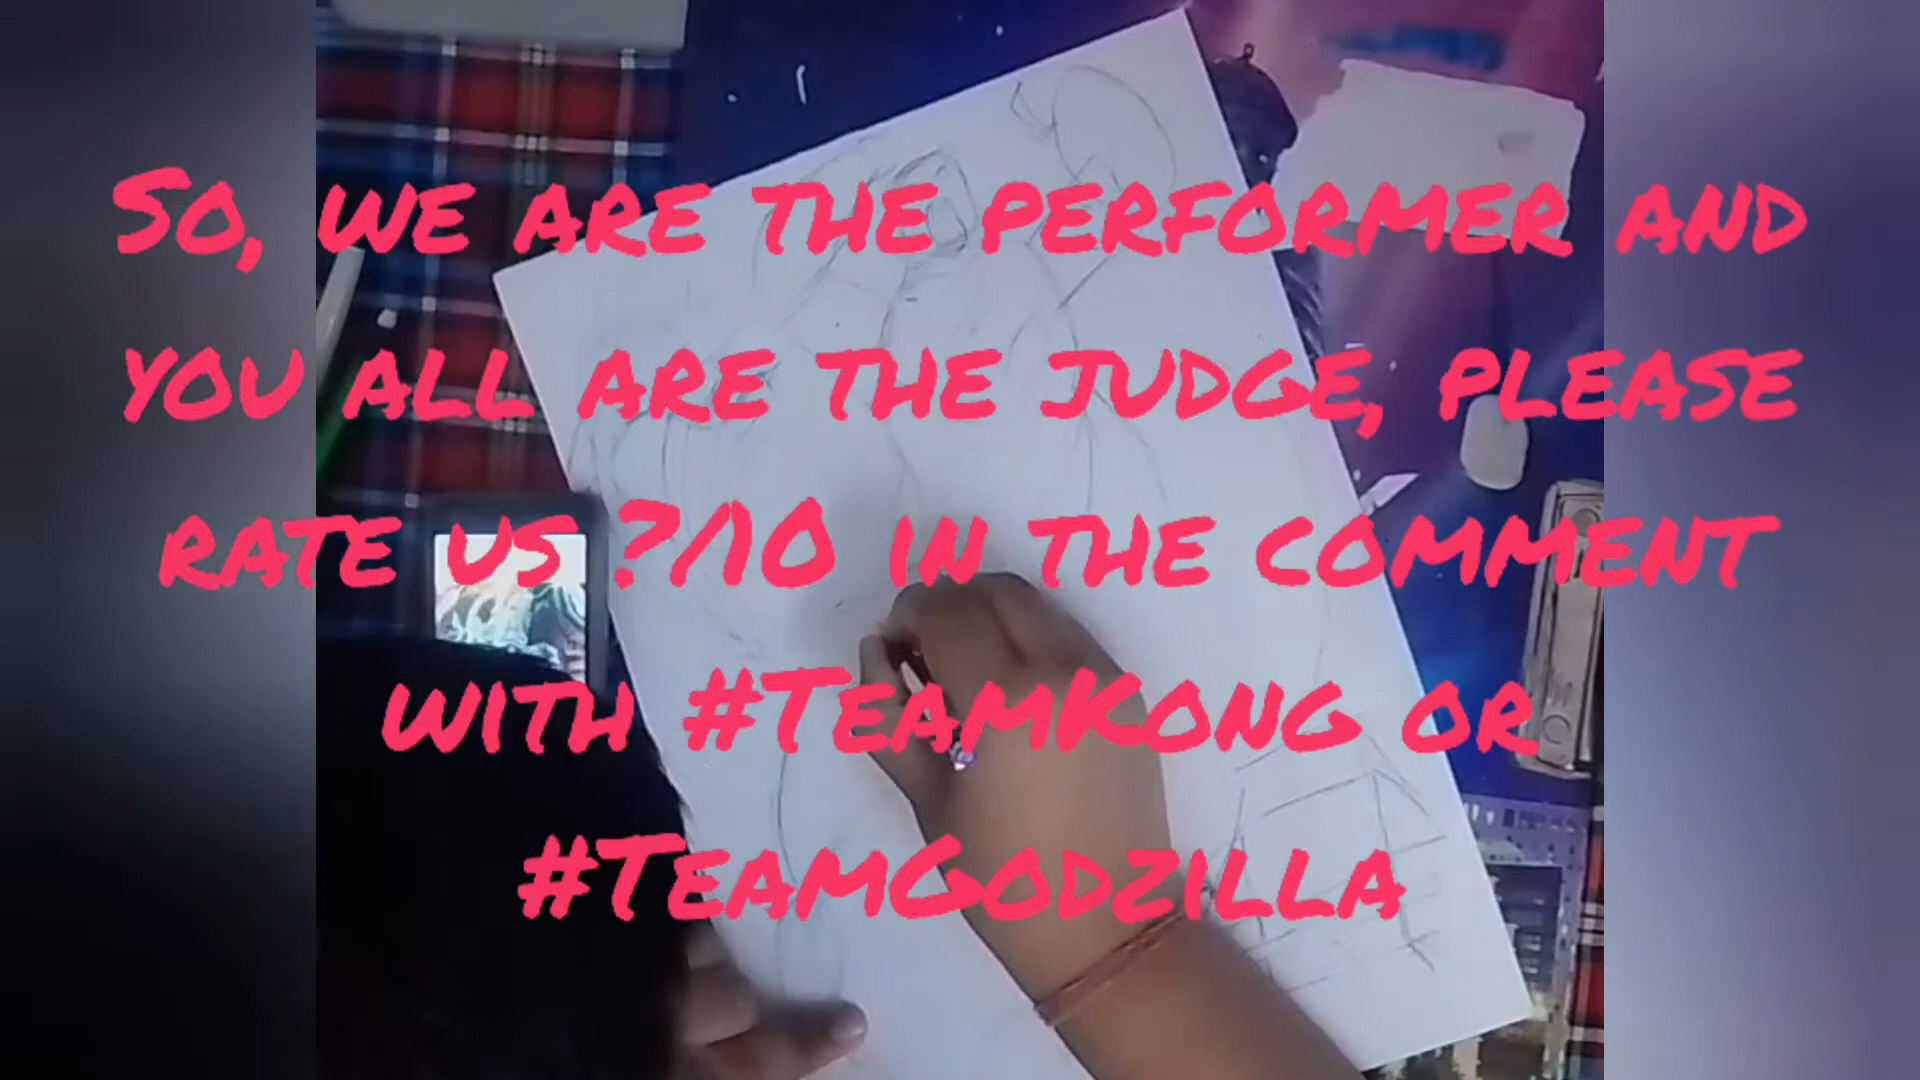 So, we are the performer and
you all are the judge, please
rate us ?/10 in the comment
with #TeamKong or
#TeamGodzilla